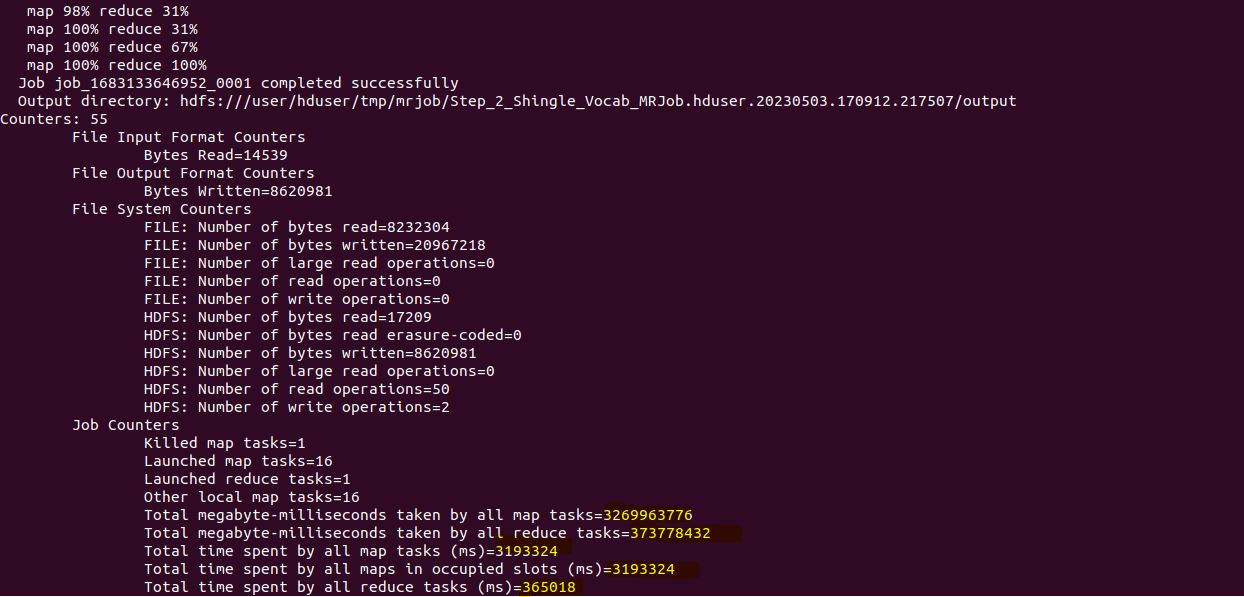 map 98% reduce 31%
map 100% reduce 31%
map 100% reduce 67%
map 100% reduce 100%
Job job_1683133646952_0001 completed successfully
Output directory: hdfs:///user/hduser/tmp/mrjob/Step_2_Shingle_Vocab_MRJob.hduser.20230503.170912.217507/output
Counters: 55
File Input Format Counters
Bytes Read=14539
File Output Format Counters
Bytes Written=8620981
File System Counters
FILE: Number of bytes read=8232304
FILE: Number of bytes written=20967218
FILE: Number of large read operations=0
FILE: Number of read operations=0
FILE: Number of write operations=0
HDFS: Number of bytes read=17209
HDFS: Number of bytes read erasure-coded=0
HDFS: Number of bytes written=8620981
HDFS: Number of large read operations=0
HDFS: Number of read operations=50
HDFS: Number of write operations=2
Job Counters
Killed map tasks=1
Launched map tasks=16
Launched reduce tasks=1
Other local map tasks=16
Total megabyte-milliseconds taken by all map tasks=3269963776
Total megabyte-milliseconds taken by all reduce tasks=373778432
Total time spent by all map tasks (ms)=3193324
Total time spent by all maps in occupied slots (ms)=3193324
Total time spent by all reduce tasks (ms)=365018